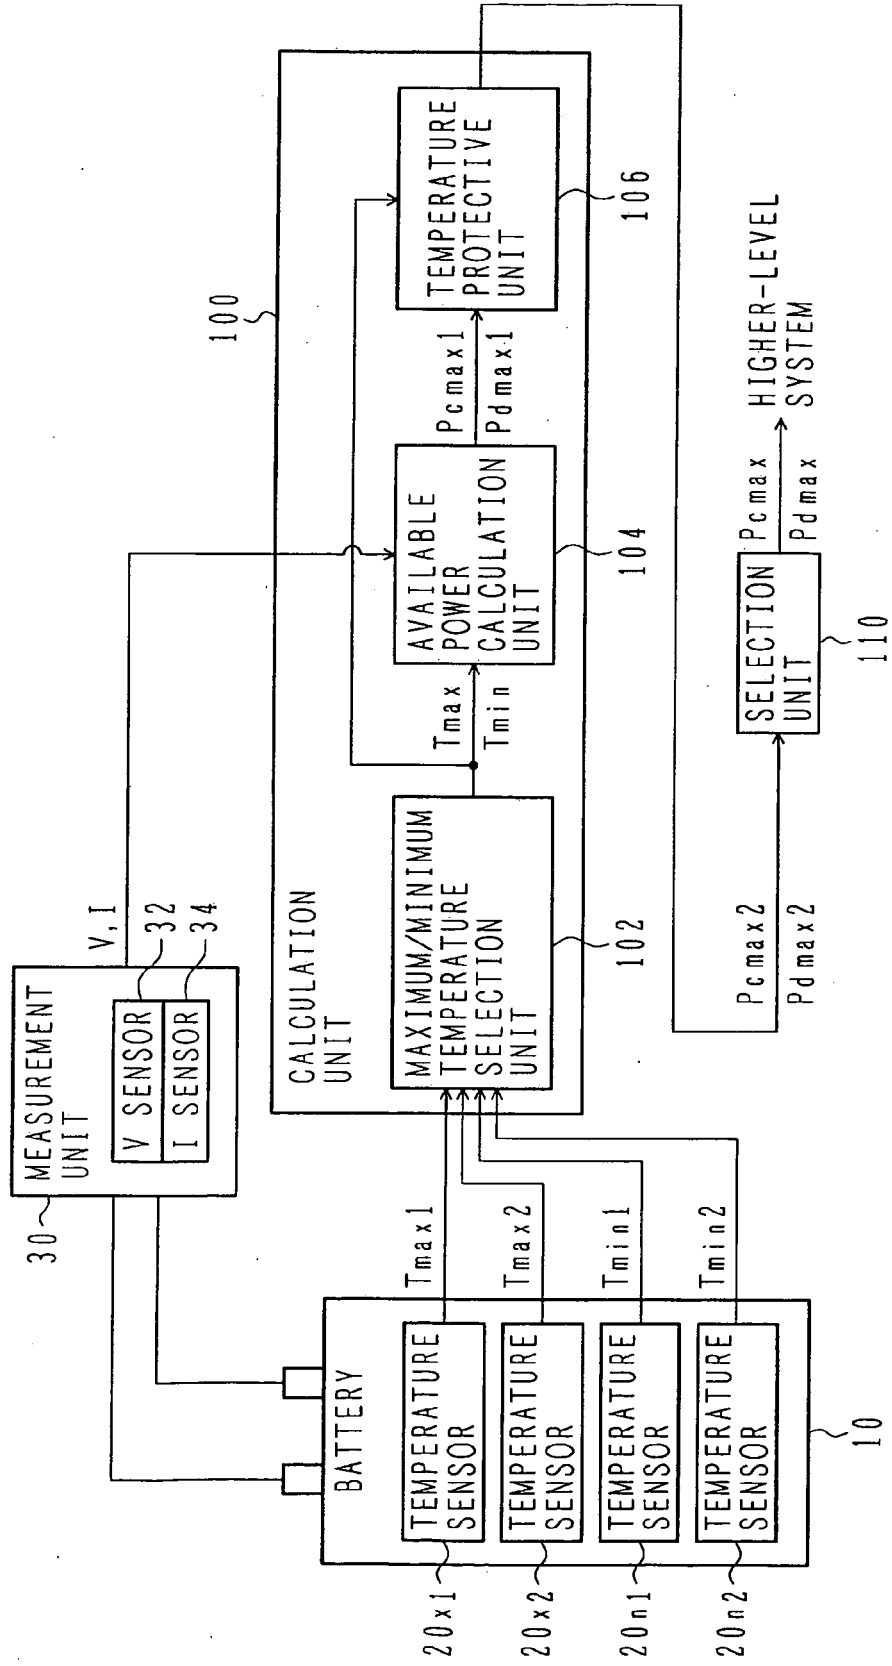 30
MEASUREMENT
UNIT
V SENSOR
I SENSOR
32
34
V, I
100
CALCULATION
UNIT
MAXIMUM/MINIMUM
TEMPERATURE
SELECTION
UNIT
102
Tmax
Tmin
AVAILABLE
POWER
CALCULATION
UNIT
104
Pcmax1
Pdmax1
TEMPERATURE
PROTECTIVE
UNIT
106
BATTERY
TEMPERATURE
SENSOR
TEMPERATURE
SENSOR
TEMPERATURE
SENSOR
TEMPERATURE
SENSOR
20x1
20x2
20n1
20n2
10
Tmax1
Tmax2
Tmin1
Tmin2
Pcmax2
Pdmax2
SELECTION
UNIT
110
Pcmax
Pdmax
HIGHER-LEVEL
SYSTEM